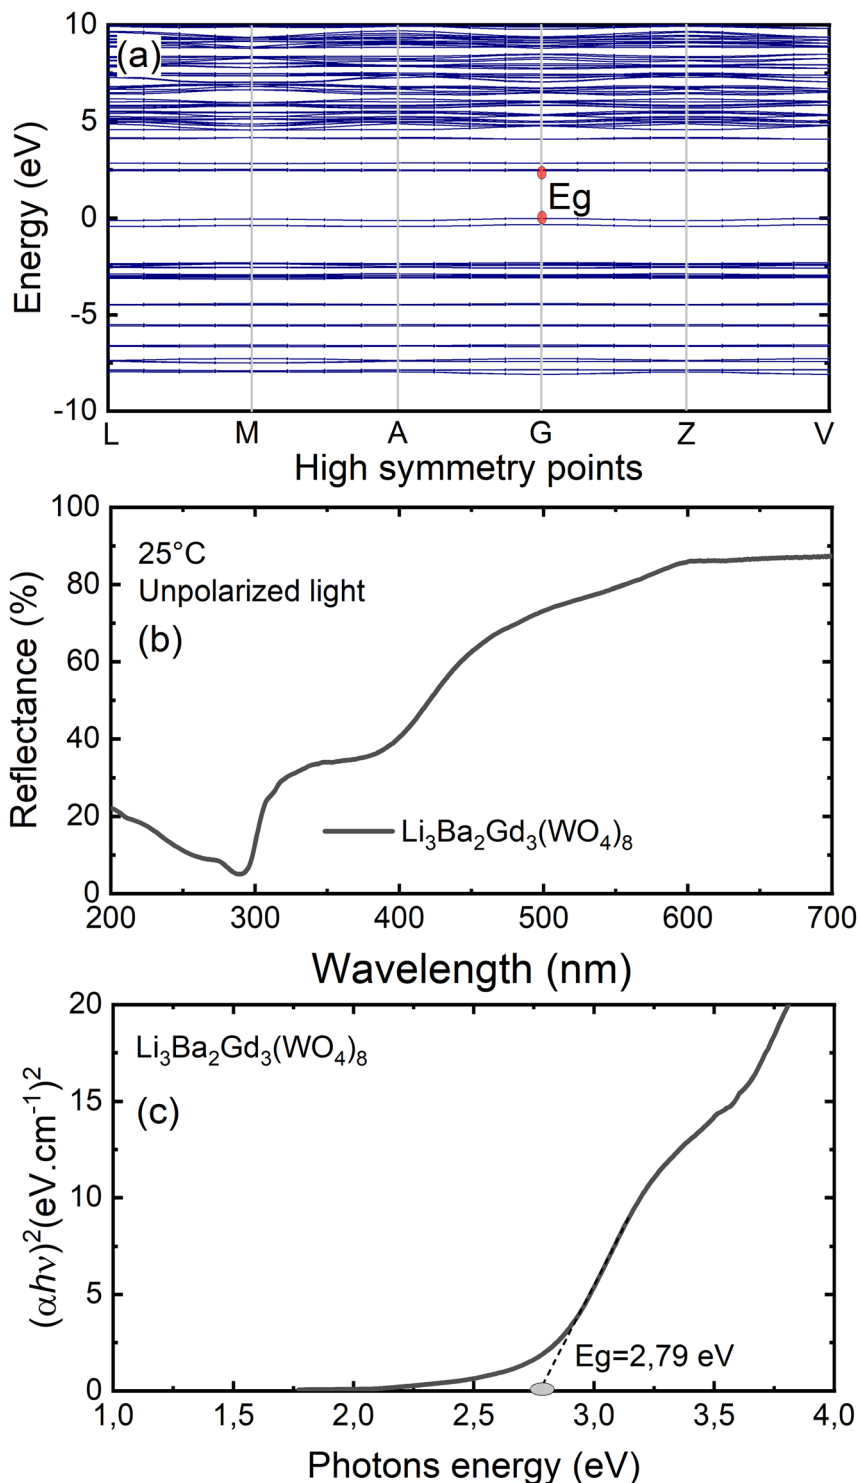 10
(a)
5
0
-5
-10
Energy (eV)
Eg
L M A G Z V
High symmetry points
100
80
60
40
20
0
Reflectance (%)
25°C
Unpolarized light
(b)
Li₃Ba₂Gd₃(WO₄)₈
200 300 400 500 600 700
Wavelength (nm)
20
15
10
5
0
(αhν)²(eV.cm⁻¹)²
Li₃Ba₂Gd₃(WO₄)₈
(c)
Eg=2,79 eV
1,0 1,5 2,0 2,5 3,0 3,5 4,0
Photons energy (eV)